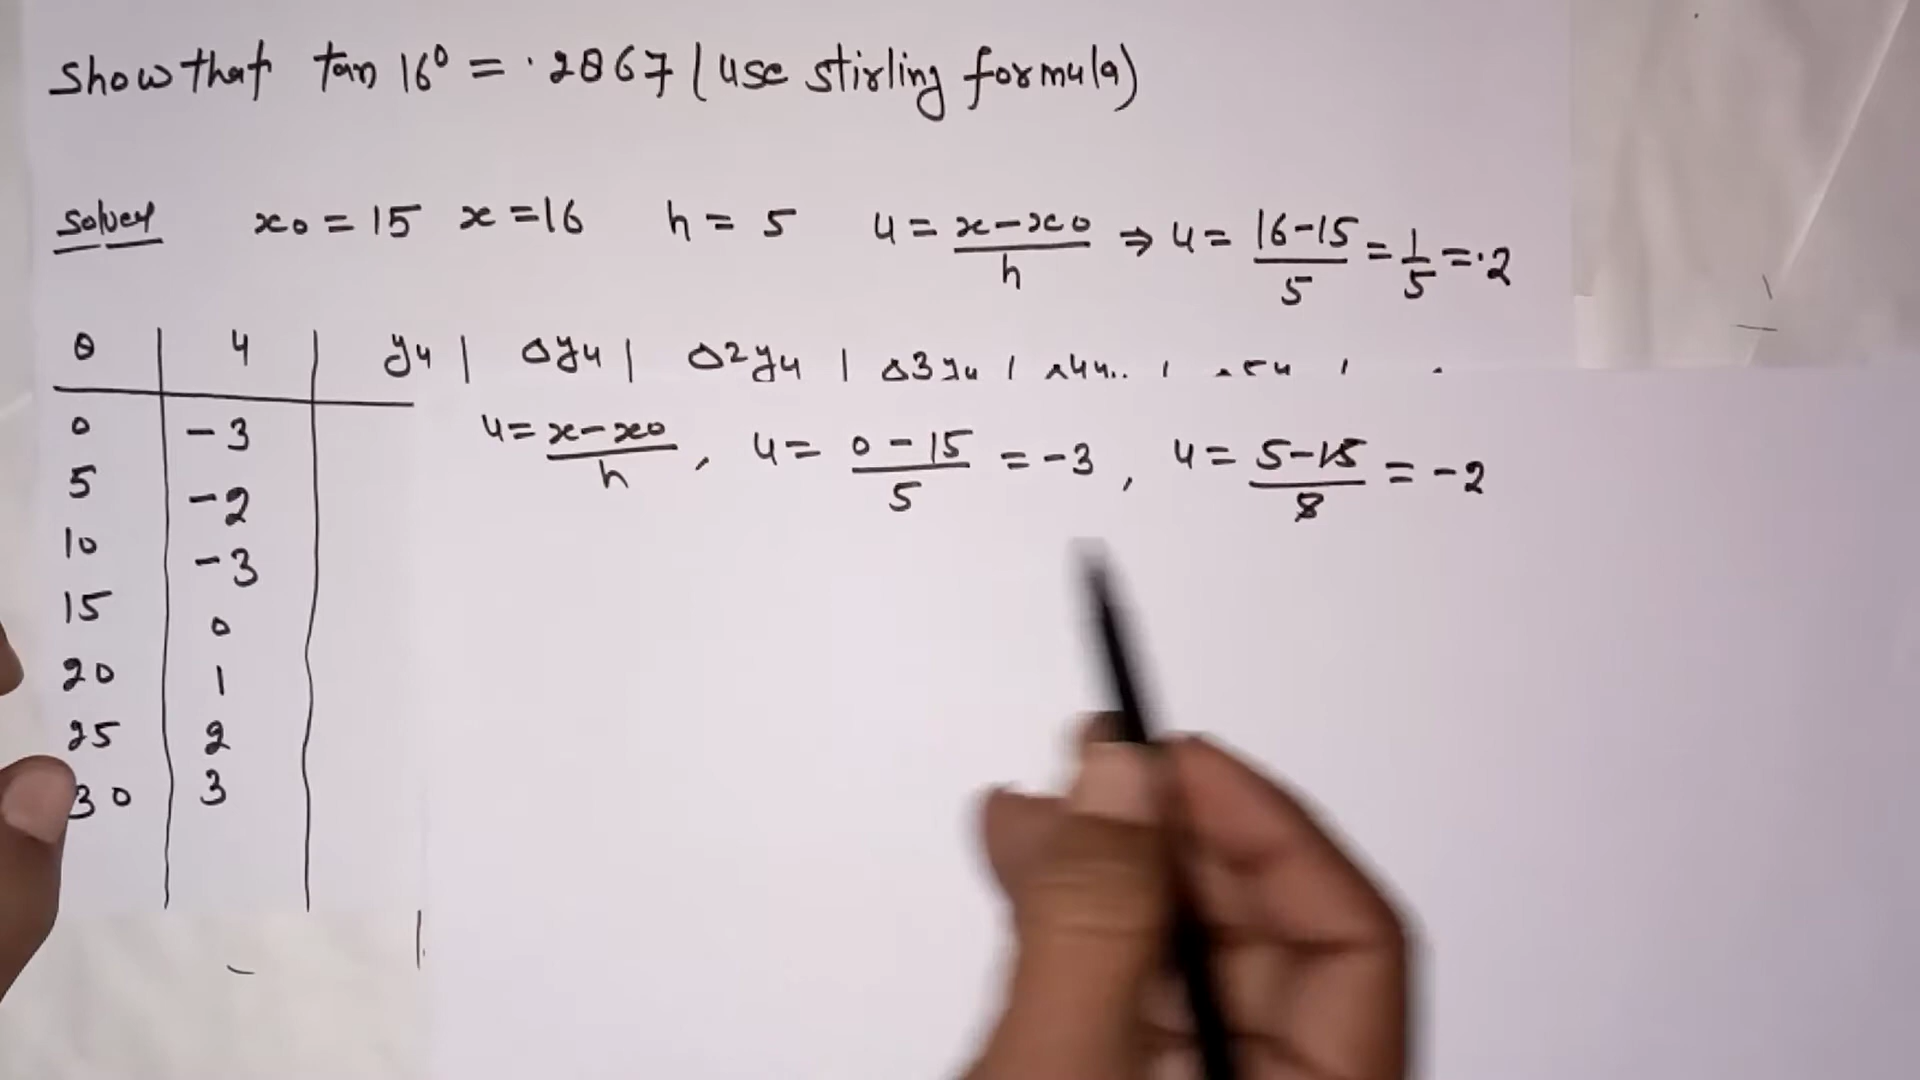 Show that tan 16° = .2867 (use stirling formula)
Solve x0 = 15 x = 16 h = 5 u = x-x0/h ⇒ u = 16-15/5 = 1/5 = .2
θ | u | yu | Δyu | Δ2yu | Δ3yu |
0 -3 u = x-x0/h , u = 0-15/5 = -3 , u = 5-15/5 = -2
5 -2
10 -3
15 0
20 1
25 2
30 3